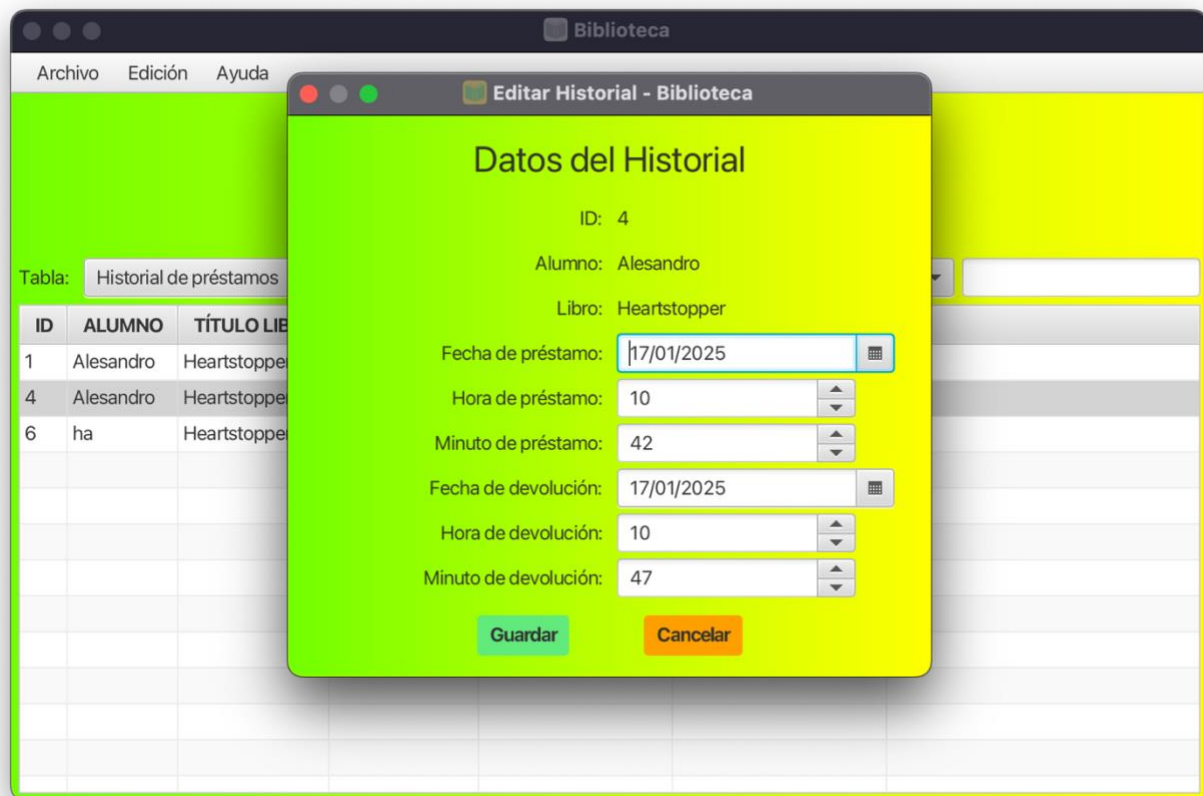 Biblioteca
Archivo Edición Ayuda
Editar Historial - Biblioteca
Datos del Historial
ID: 4
Alumno: Alesandro
Libro: Heartstopper
Fecha de préstamo: 17/01/2025
Hora de préstamo: 10
Minuto de préstamo: 42
Fecha de devolución: 17/01/2025
Hora de devolución: 10
Minuto de devolución: 47
Guardar Cancelar
Tabla: Historial de préstamos
ID ALUMNO TÍTULO LIB
1 Alesandro Heartstopper
4 Alesandro Heartstopper
6 ha Heartstopper